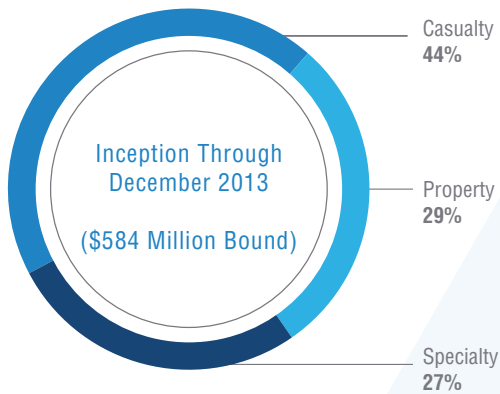 Casualty
44%
Inception Through
December 2013
($584 Million Bound)
Property
29%
Specialty
27%